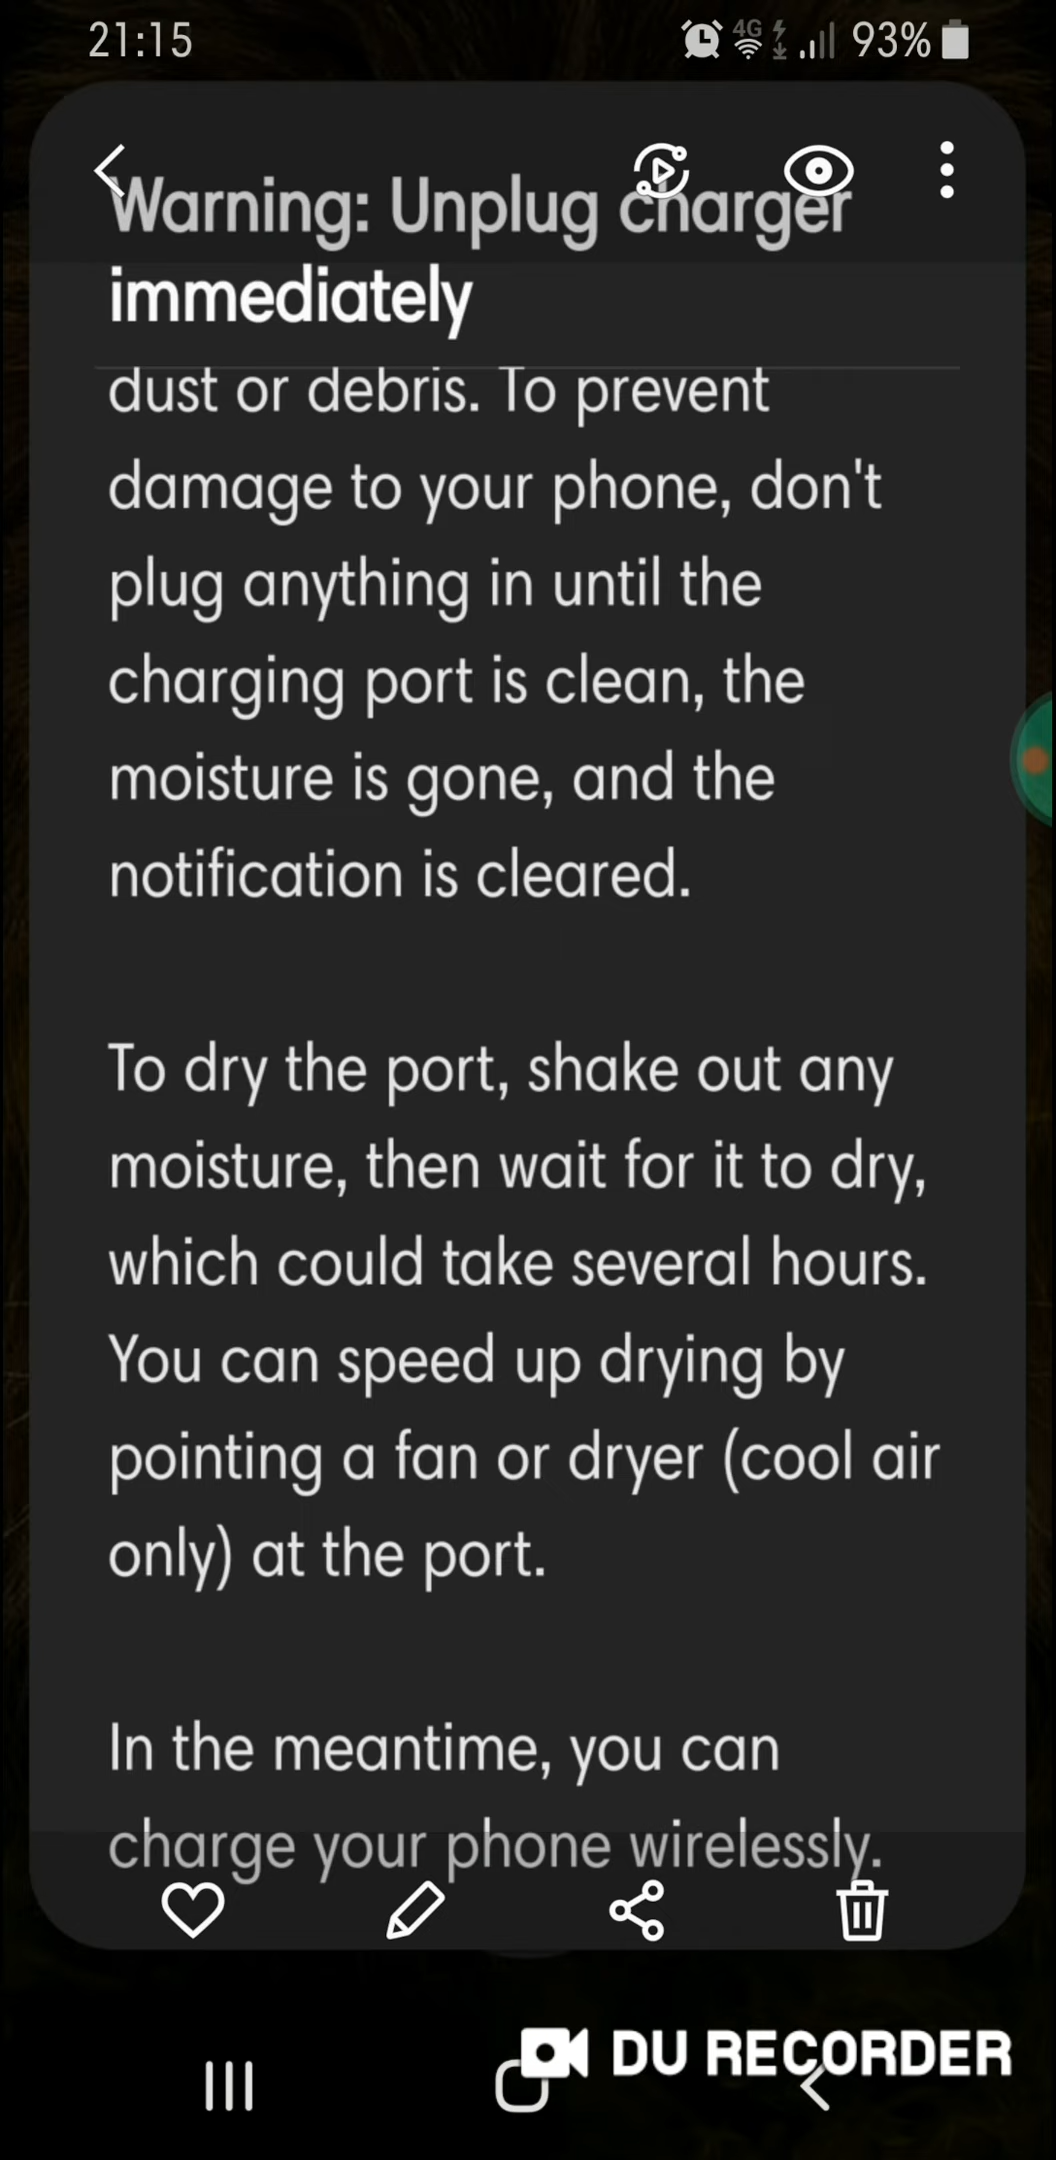 21:15 4G 93%
Warning: Unplug charger
immediately
dust or debris. To prevent
damage to your phone, don't
plug anything in until the
charging port is clean, the
moisture is gone, and the
notification is cleared.
To dry the port, shake out any
moisture, then wait for it to dry,
which could take several hours.
You can speed up drying by
pointing a fan or dryer (cool air
only) at the port.
In the meantime, you can
charge your phone wirelessly.
DU RECORDER